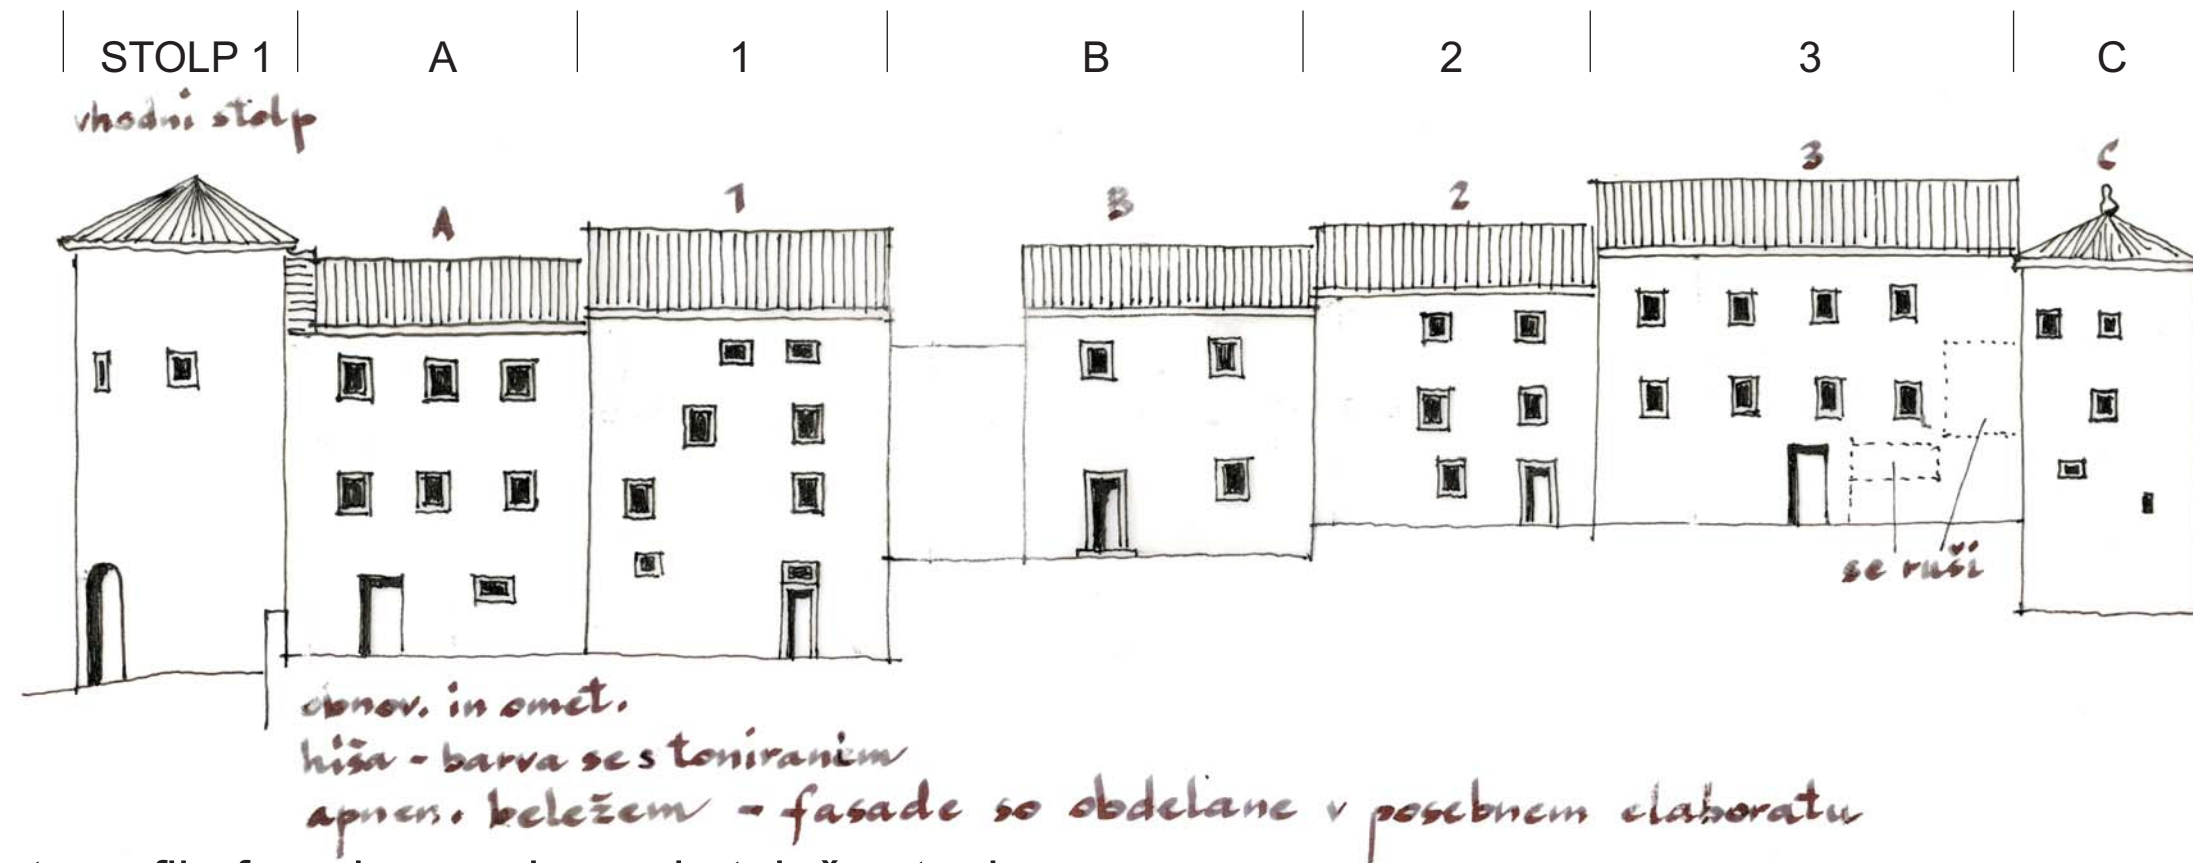 STOLP 1 A 1 B 2 3 C
vhodni stolp
A 1 B 2 3 C
se ruši
obnov. in omet.
hiša - barva se s toniranim
apnen. beležem - fasade so obdelane v posebnem elaboratu